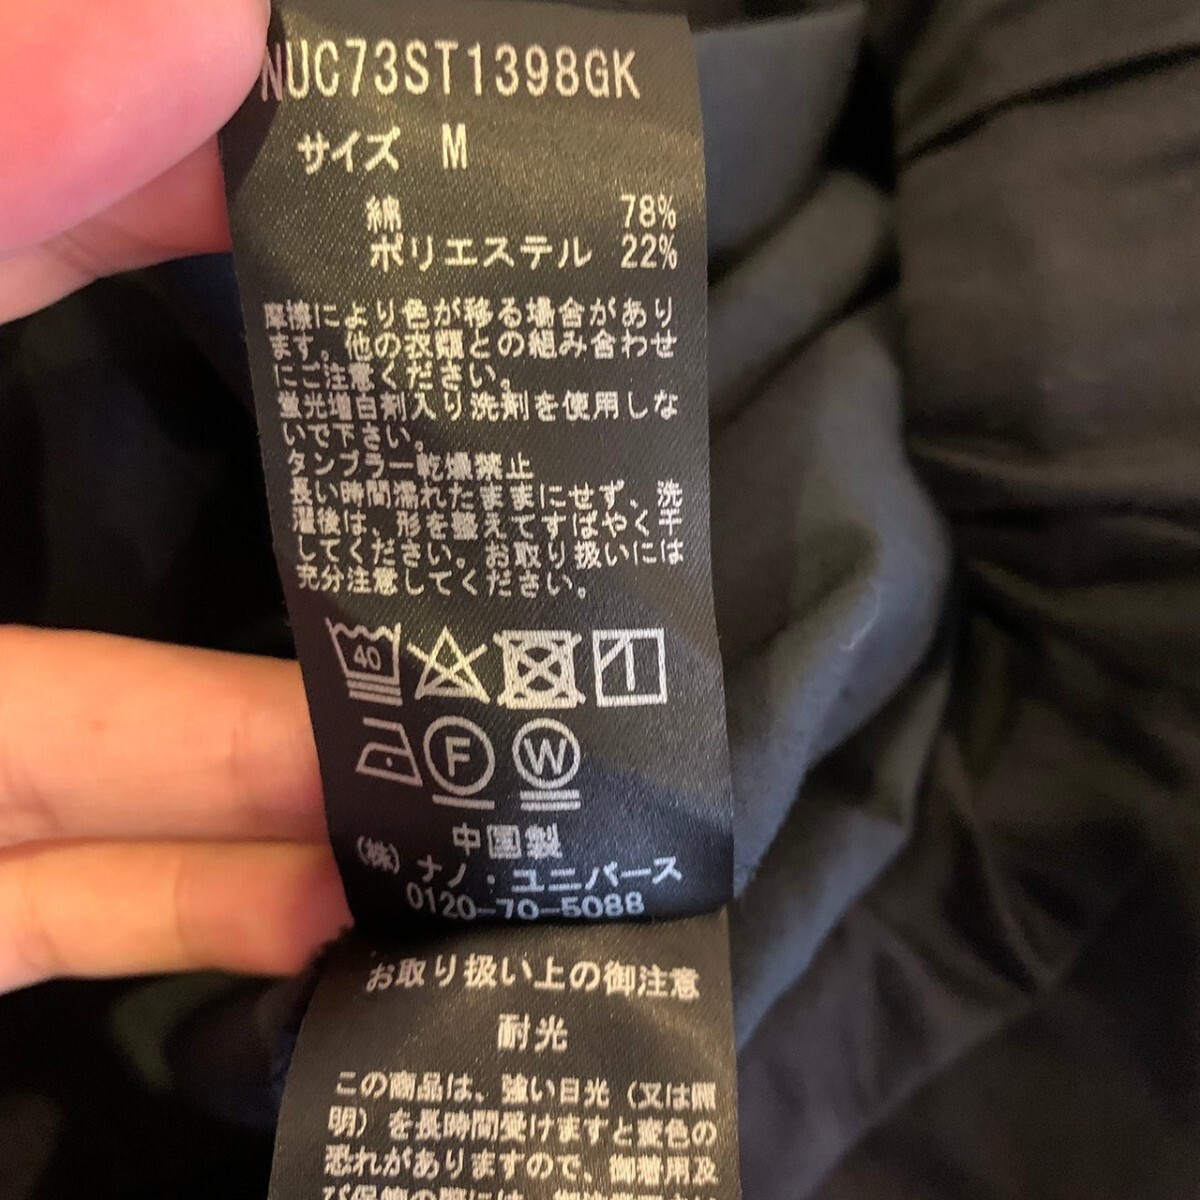 NUC73ST1398GK
サイズ M
綿 78%
ポリエステル 22%
摩擦により色が移る場合があり
ます。他の衣類との組み合わせ
にご注意ください。
蛍光増白剤入り洗剤を使用しな
いで下さい。
タンブラー乾燥禁止
長い時間濡れたままにせず、洗
濯後は、形を整えてすばやく干
してください。お取り扱いには
充分注意してください。
40
F W
中国製
(株)ナノ・ユニバース
0120-70-5088
お取り扱い上の御注意
耐光
この商品は、強い日光(又は照
明)を長時間受けますと変色の
恐れがありますので、御着用及
び保管の際には、御注意下さい